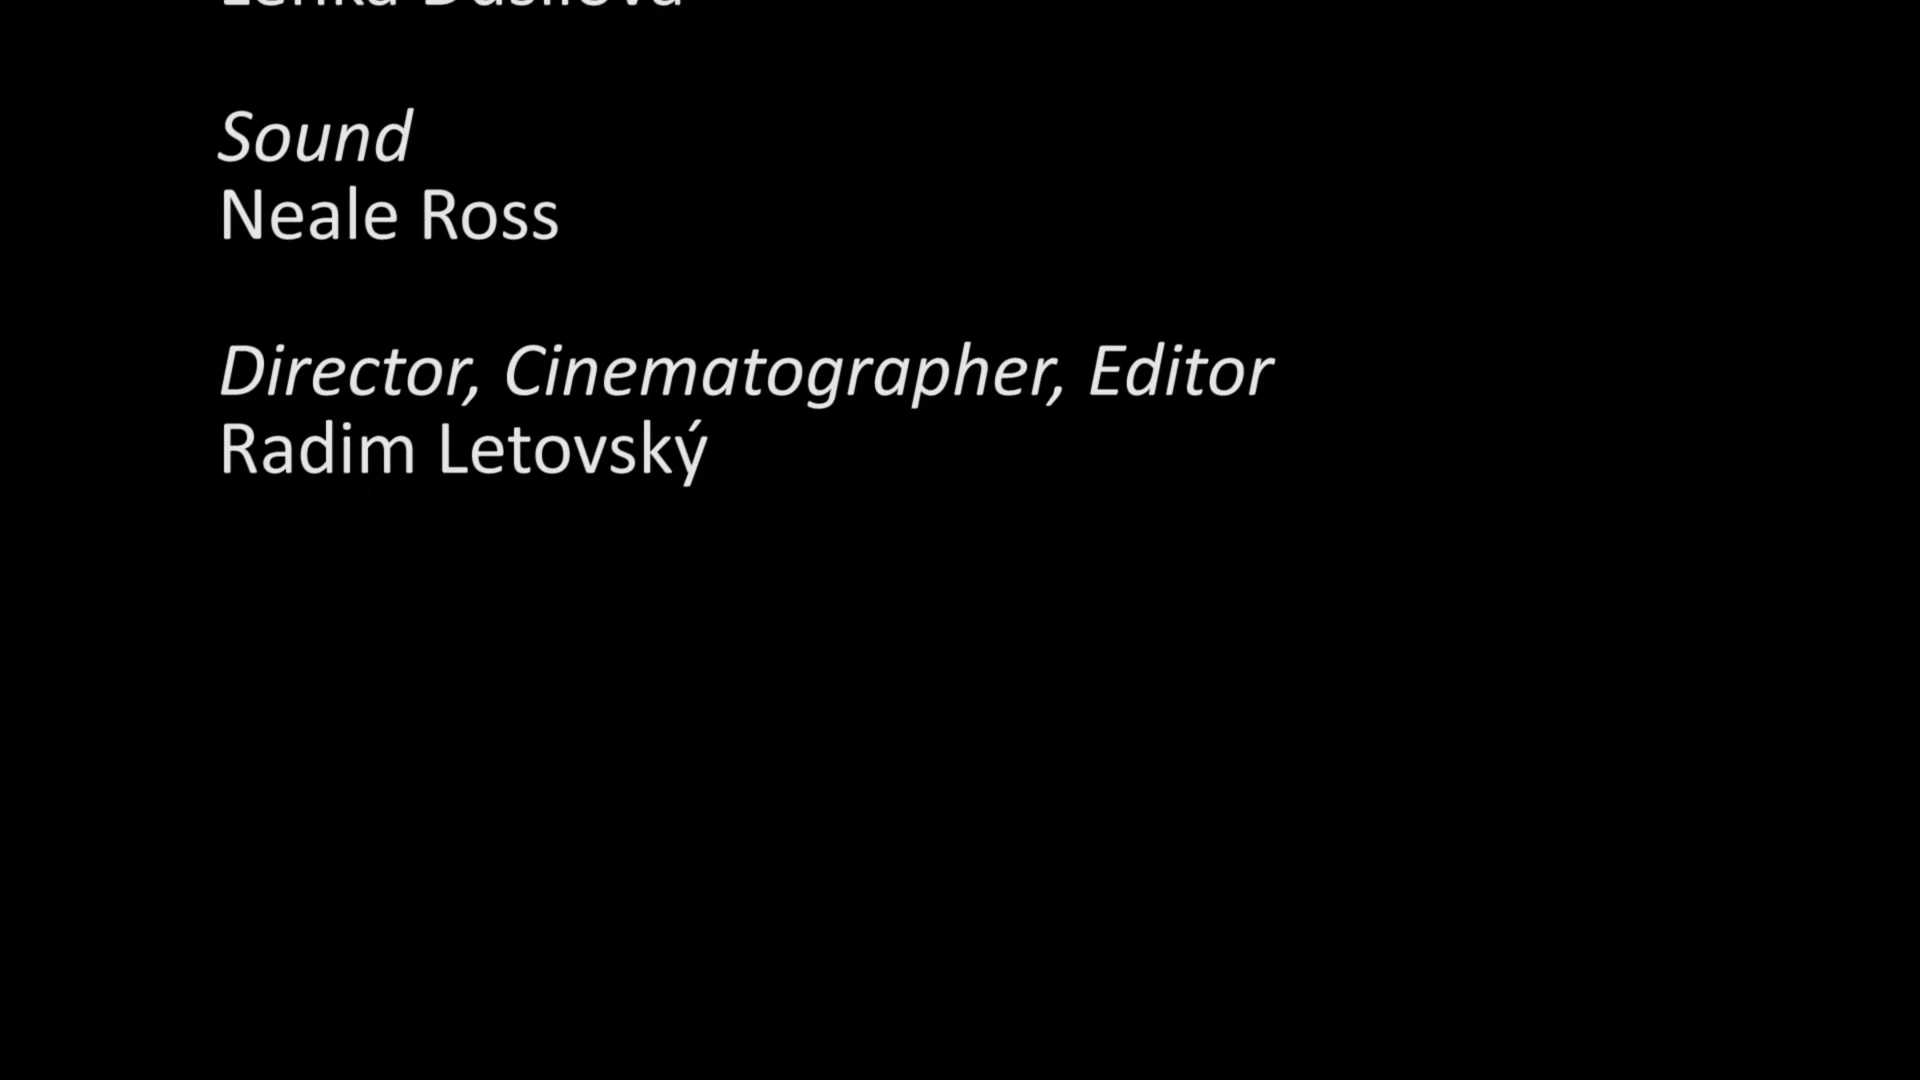 Sound
Neale Ross
Director, Cinematographer, Editor
Radim Letovský